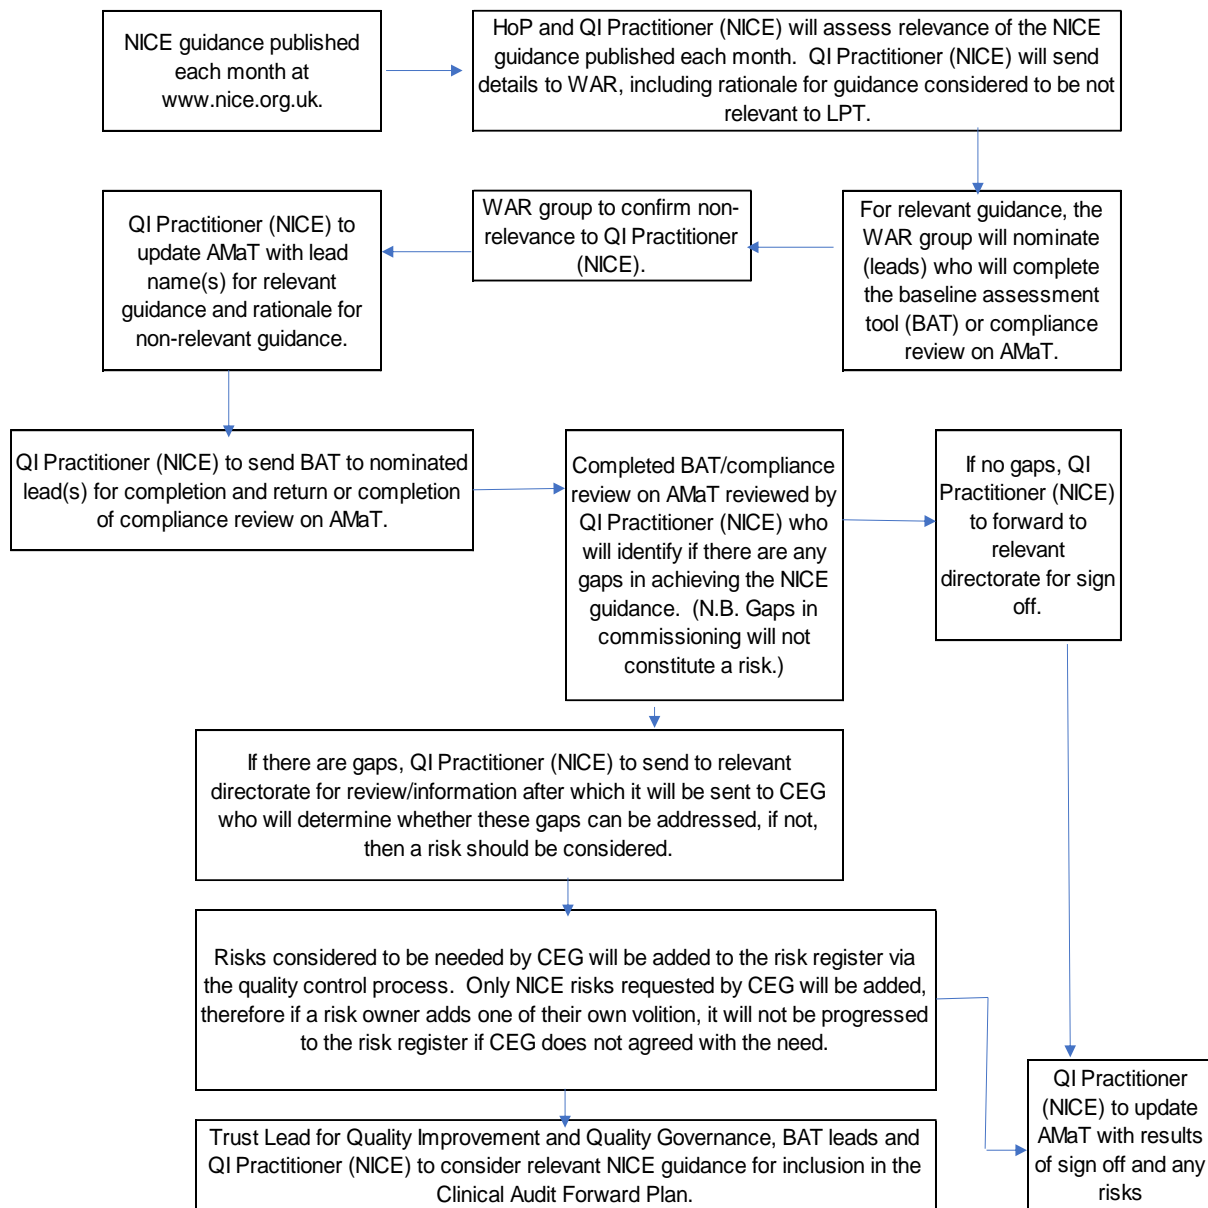 NICE guidance published
each month at
www.nice.org.uk.
HoP and QI Practitioner (NICE) will assess relevance of the NICE
guidance published each month.  QI Practitioner (NICE) will send
details to WAR, including rationale for guidance considered to be not
relevant to LPT.
For relevant guidance, the
WAR group will nominate
(leads) who will complete
the baseline assessment
tool (BAT) or compliance
review on AMaT.
WAR group to confirm non-
relevance to QI Practitioner
(NICE).
QI Practitioner (NICE) to
update AMaT with lead
name(s) for relevant
guidance and rationale for
non-relevant guidance.
QI Practitioner (NICE) to send BAT to nominated
lead(s) for completion and return or completion
of compliance review on AMaT.
Completed BAT/compliance
review on AMaT reviewed by
QI Practitioner (NICE) who
will identify if there are any
gaps in achieving the NICE
guidance.  (N.B. Gaps in
commissioning will not
constitute a risk.)
If no gaps, QI
Practitioner (NICE)
to forward to
relevant
directorate for sign
off.
If there are gaps, QI Practitioner (NICE) to send to relevant
directorate for review/information after which it will be sent to CEG
who will determine whether these gaps can be addressed, if not,
then a risk should be considered.
Risks considered to be needed by CEG will be added to the risk register via
the quality control process.  Only NICE risks requested by CEG will be added,
therefore if a risk owner adds one of their own volition, it will not be progressed
to the risk register if CEG does not agreed with the need.
Trust Lead for Quality Improvement and Quality Governance, BAT leads and
QI Practitioner (NICE) to consider relevant NICE guidance for inclusion in the
Clinical Audit Forward Plan.
QI Practitioner
(NICE) to update
AMaT with results
of sign off and any
risks